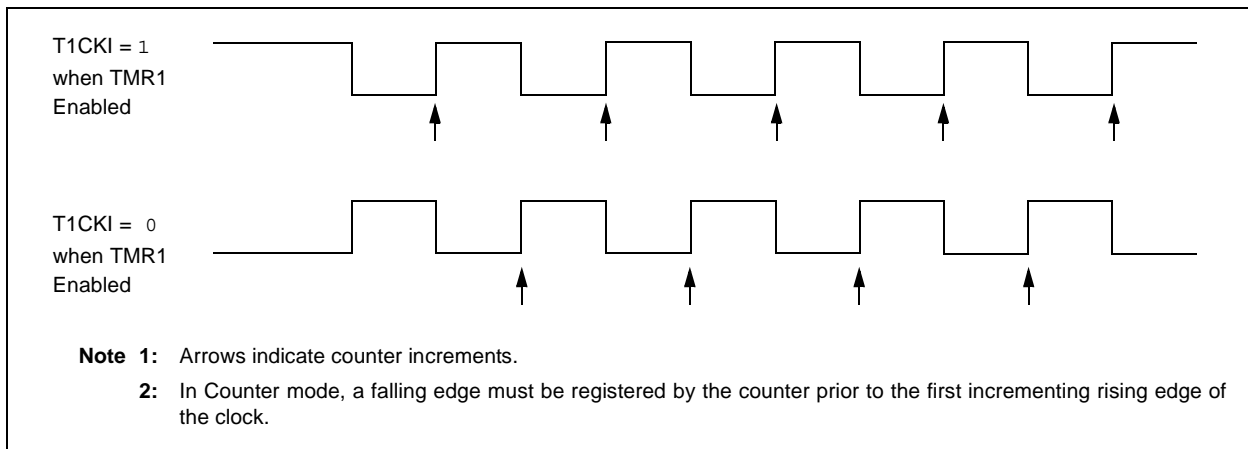 T1CKI = 1
when TMR1
Enabled
T1CKI = 0
when TMR1
Enabled
Note 1: Arrows indicate counter increments.
2: In Counter mode, a falling edge must be registered by the counter prior to the first incrementing rising edge of
the clock.